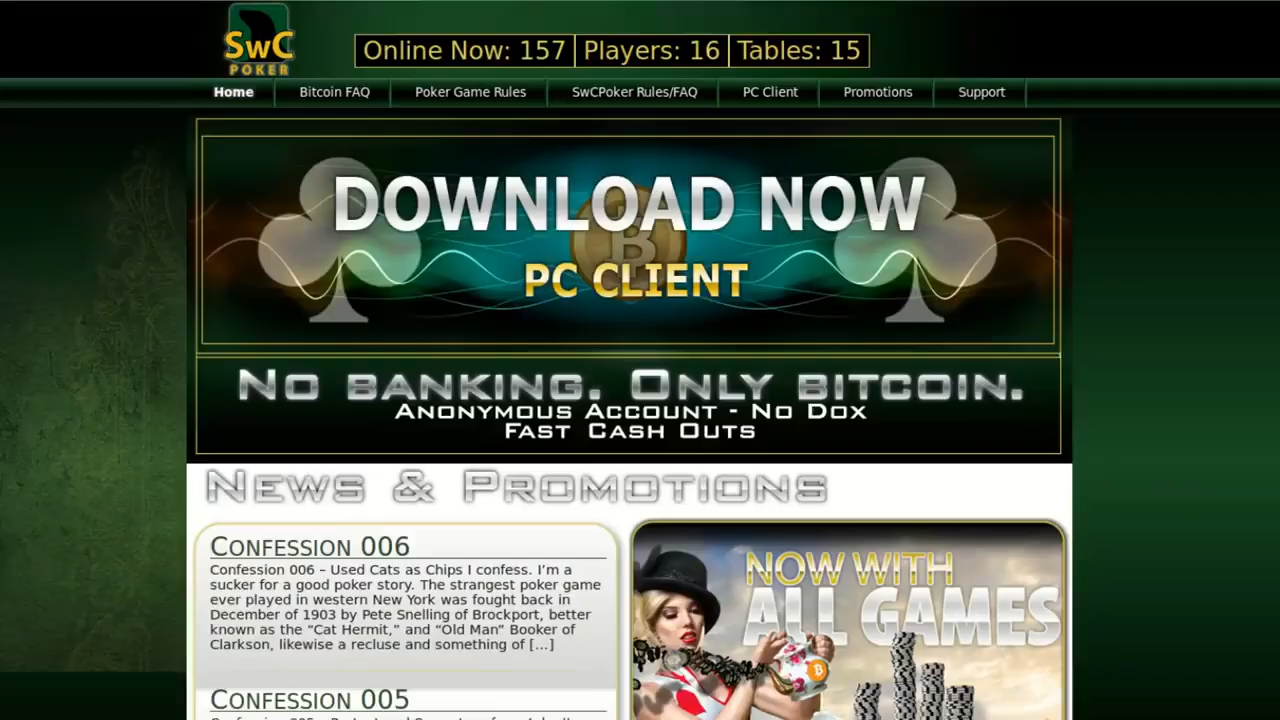 SwC
POKER
Online Now: 157 Players: 16 Tables: 15
Home Bitcoin FAQ Poker Game Rules SwCPoker Rules/FAQ PC Client Promotions Support
DOWNLOAD NOW
PC CLIENT
NO BANKING. ONLY BITCOIN.
ANONYMOUS ACCOUNT - NO DOX
FAST CASH OUTS
NEWS & PROMOTIONS
CONFESSION 006
Confession 006 – Used Cats as Chips I confess. I’m a
sucker for a good poker story. The strangest poker game
ever played in western New York was fought back in
December of 1903 by Pete Snelling of Brockport, better
known as the “Cat Hermit,” and “Old Man” Booker of
Clarkson, likewise a recluse and something of [...]
CONFESSION 005
NOW WITH
ALL GAMES